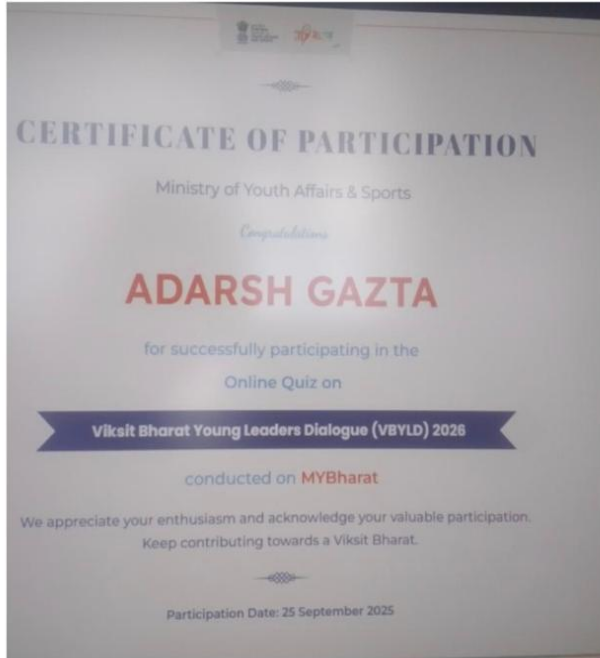 CERTIFICATE OF PARTICIPATION
Ministry of Youth Affairs & Sports
Congratulations
ADARSH GAZTA
for successfully participating in the
Online Quiz on
Viksit Bharat Young Leaders Dialogue (VBYLD) 2026
conducted on MYBharat
We appreciate your enthusiasm and acknowledge your valuable participation.
Keep contributing towards a Viksit Bharat.
Participation Date: 25 September 2025